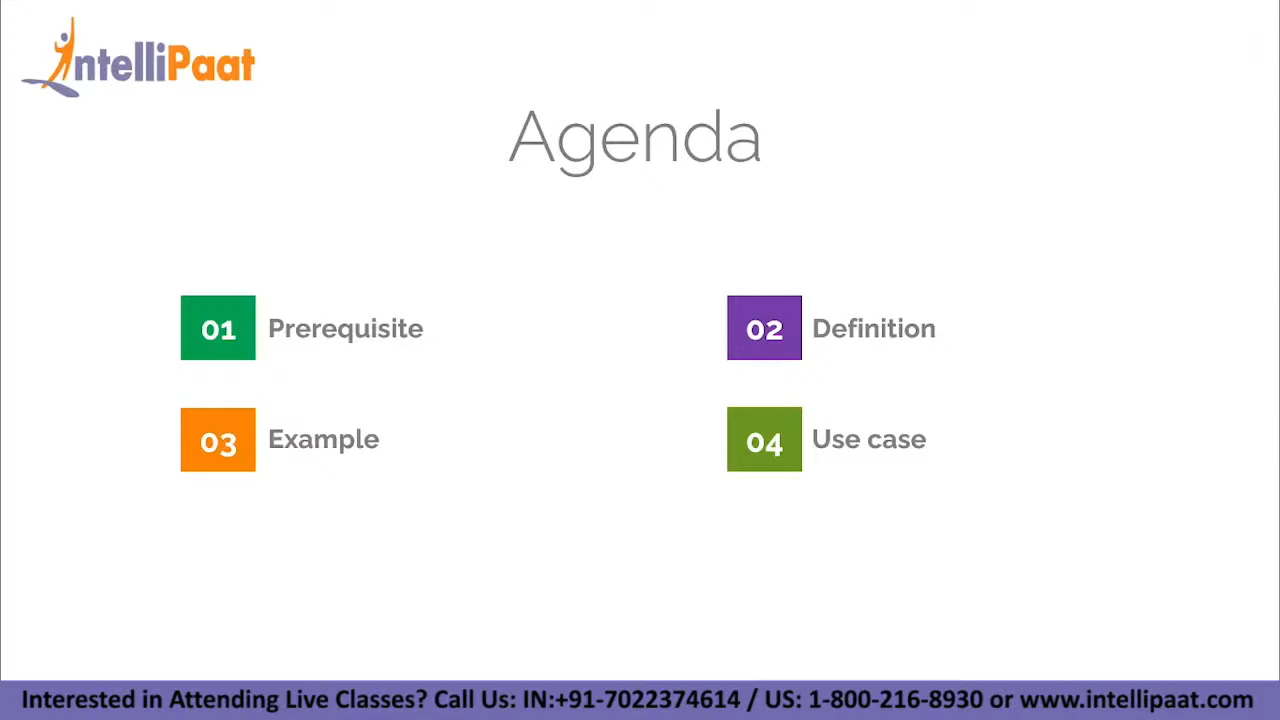 IntelliPaat
Agenda
01 Prerequisite
02 Definition
03 Example
04 Use case
Interested in Attending Live Classes? Call Us: IN:+91-7022374614 / US: 1-800-216-8930 or www.intellipaat.com